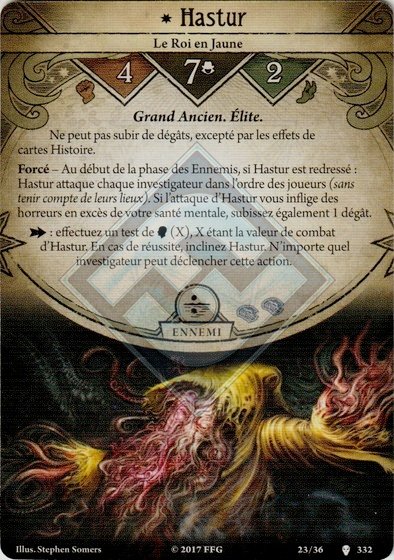 Hastur
Le Roi en Jaune
4 7 2
Grand Ancien. Élite.
Ne peut pas subir de dégâts, excepté par les effets de
cartes Histoire.
Forcé – Au début de la phase des Ennemis, si Hastur est redressé :
Hastur attaque chaque investigateur dans l'ordre des joueurs (sans
tenir compte de leurs lieux). Si l'attaque d'Hastur vous inflige des
horreurs en excès de votre santé mentale, subissez également 1 dégât.
: effectuez un test de (X), X étant la valeur de combat
d'Hastur. En cas de réussite, inclinez Hastur. N'importe quel
investigateur peut déclencher cette action.
ENNEMI
Illus. Stephen Somers © 2017 FFG 23/36 332